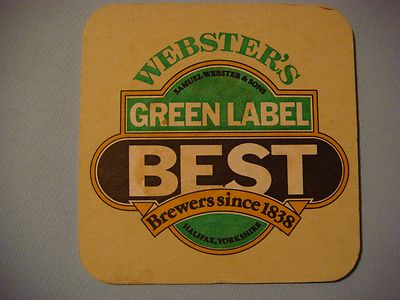 WEBSTER'S
SAMUEL WEBSTER & SONS
GREEN LABEL
BEST
Brewers since 1838
HALIFAX, YORKSHIRE